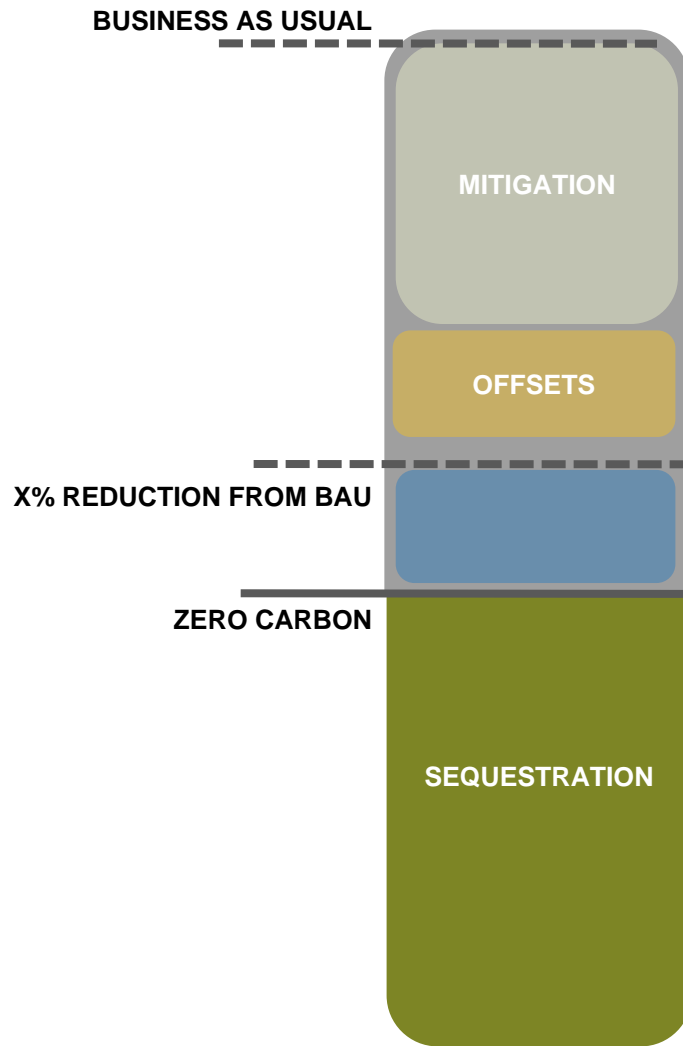 BUSINESS AS USUAL
MITIGATION
OFFSETS
X% REDUCTION FROM BAU
ZERO CARBON
SEQUESTRATION